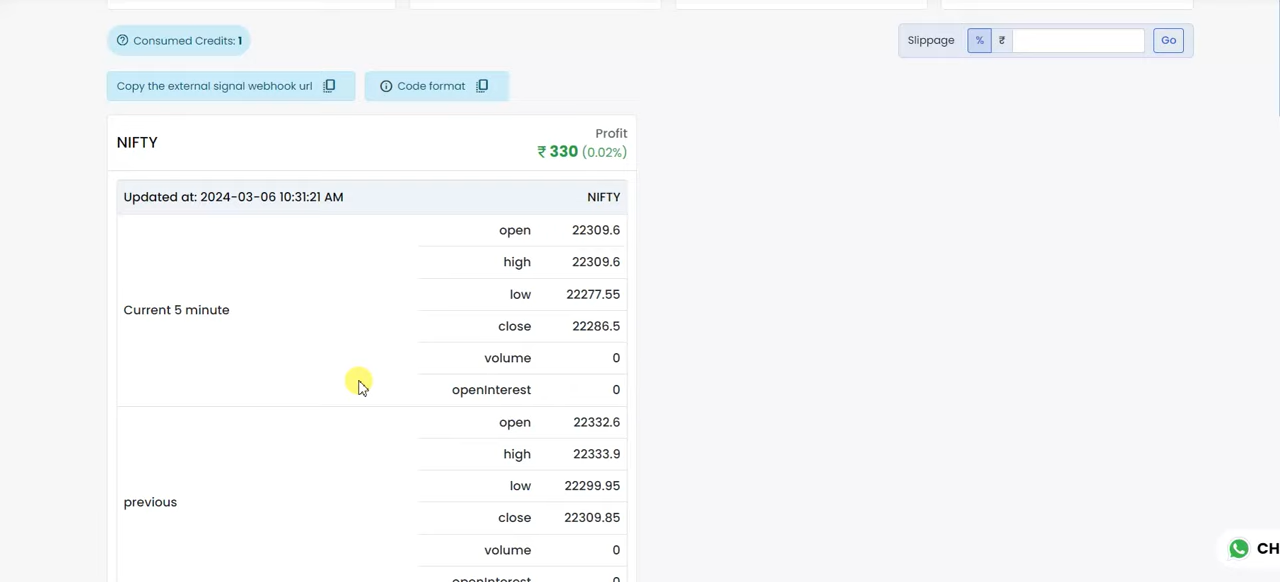 Consumed Credits: 1
Slippage % ₹ Go
Copy the external signal webhook url
Code format
NIFTY
Profit
₹ 330 (0.02%)
Updated at: 2024-03-06 10:31:21 AM NIFTY
open 22309.6
high 22309.6
low 22277.55
Current 5 minute
close 22286.5
volume 0
openInterest 0
open 22332.6
high 22333.9
low 22299.95
previous
close 22309.85
volume 0
openInterest 0
CH